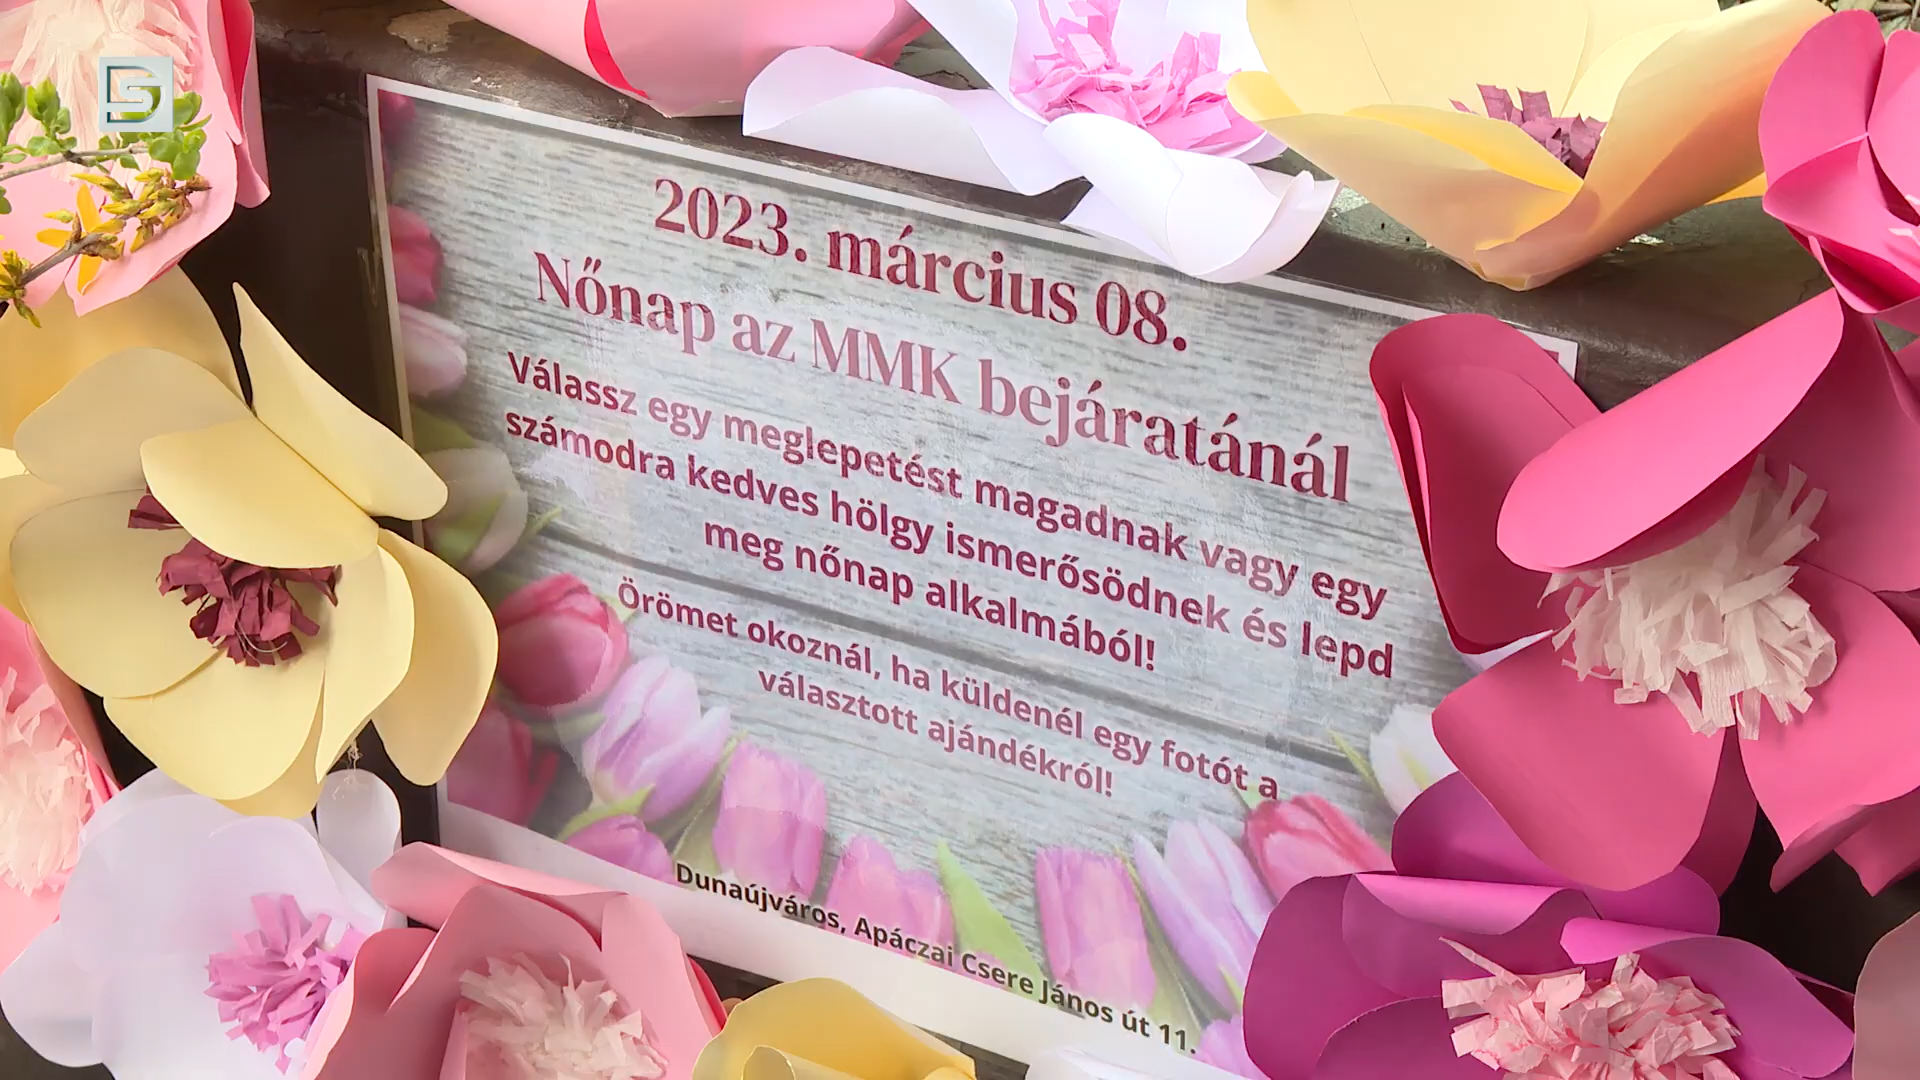 DS
2023. március 08.
Nőnap az MMK bejáratánál
Válassz egy meglepetést magadnak vagy egy
számodra kedves hölgy ismerősödnek és lepd
meg nőnap alkalmából!
Örömet okoznál, ha küldenél egy fotót a
választott ajándékról!
Dunaújváros, Apáczai Csere János út 11.